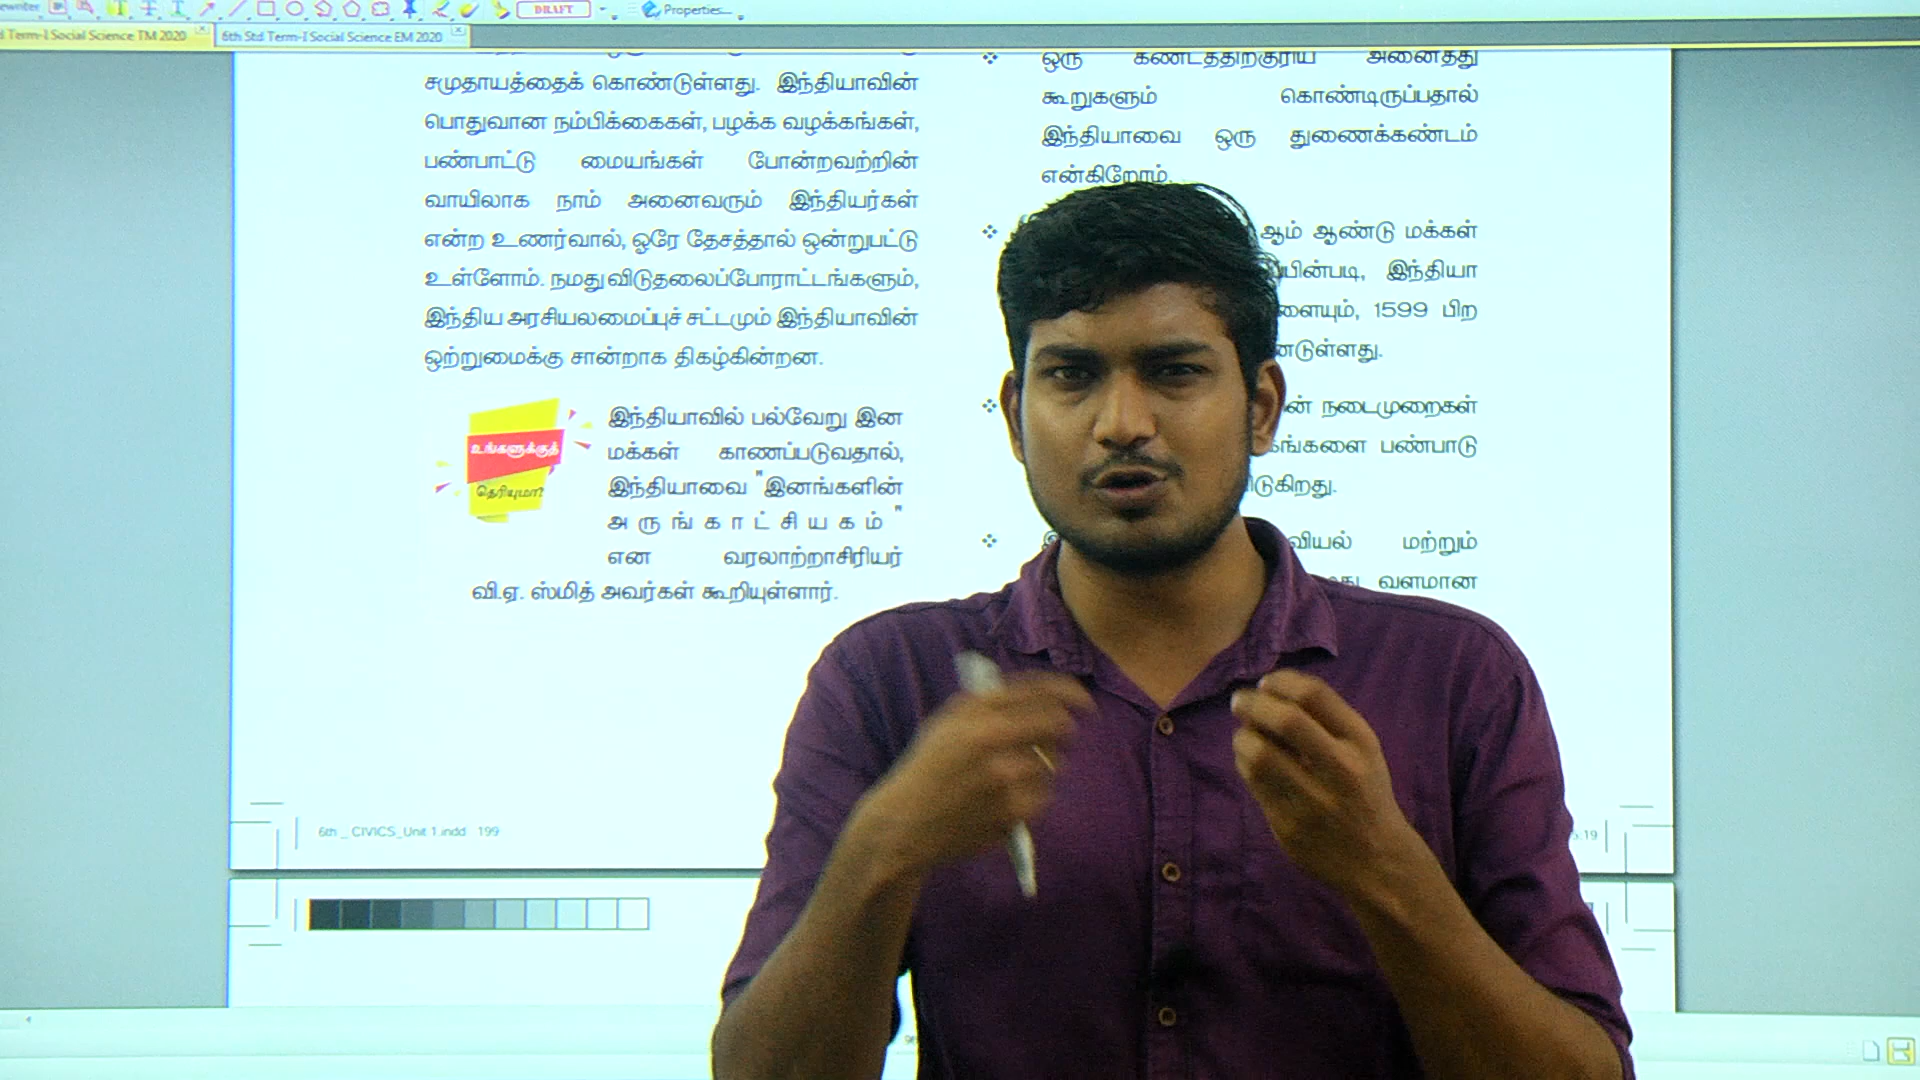 DRAFT
Properties...
d Term-I Social Science TM 2020
6th Std Term-I Social Science EM 2020
சமுதாயத்தைக் கொண்டுள்ளது. இந்தியாவின்
பொதுவான நம்பிக்கைகள், பழக்க வழக்கங்கள்,
பண்பாட்டு மையங்கள் போன்றவற்றின்
வாயிலாக நாம் அனைவரும் இந்தியர்கள்
என்ற உணர்வால், ஓரே தேசத்தால் ஒன்றுபட்டு
உள்ளோம். நமது விடுதலைப்போராட்டங்களும்,
இந்திய அரசியலமைப்புச் சட்டமும் இந்தியாவின்
ஒற்றுமைக்கு சான்றாக திகழ்கின்றன.
உங்களுக்குத்
தெரியுமா?
இந்தியாவில் பல்வேறு இன
மக்கள் காணப்படுவதால்,
இந்தியாவை "இனங்களின்
அருங்காட்சியகம்"
என வரலாற்றாசிரியர்
வி.ஏ. ஸ்மித் அவர்கள் கூறியுள்ளார்.
❖ ஒரு கண்டத்திற்குரிய அனைத்து
கூறுகளும் கொண்டிருப்பதால்
இந்தியாவை ஒரு துணைக்கண்டம்
என்கிறோம்.
❖ ஆம் ஆண்டு மக்கள்
பின்படி, இந்தியா
ளையும், 1599 பிற
ண்டுள்ளது.
❖ ன் நடைமுறைகள்
கங்களை பண்பாடு
டுகிறது.
❖ வியல் மற்றும்
வளமான
6th _ CIVICS_Unit 1.indd 199
5.19